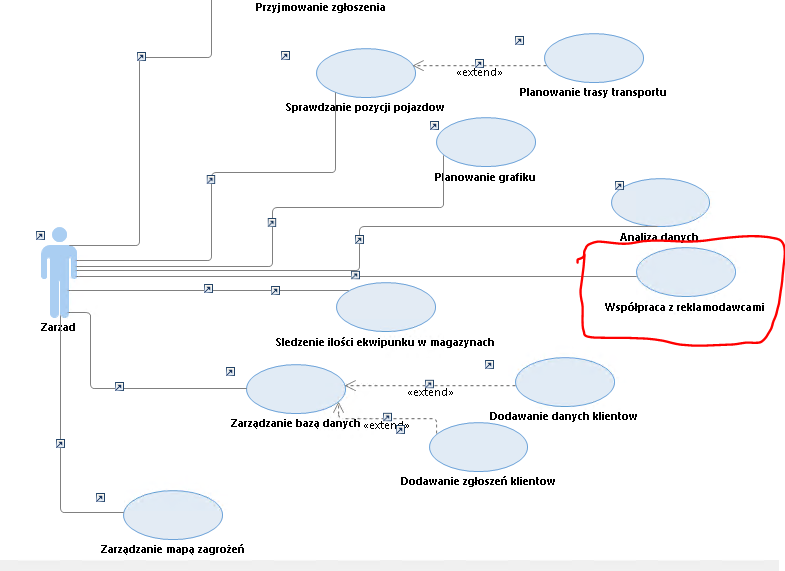 Przyjmowanie zgłoszenia
«extend»
Sprawdzanie pozycji pojazdow
Planowanie trasy transportu
Planowanie grafiku
Analiza danych
Współpraca z reklamodawcami
Zarzad
Sledzenie ilości ekwipunku w magazynach
«extend»
Zarządzanie bazą danych
«extend»
Dodawanie danych klientow
Dodawanie zgłoszeń klientow
Zarządzanie mapą zagrożeń